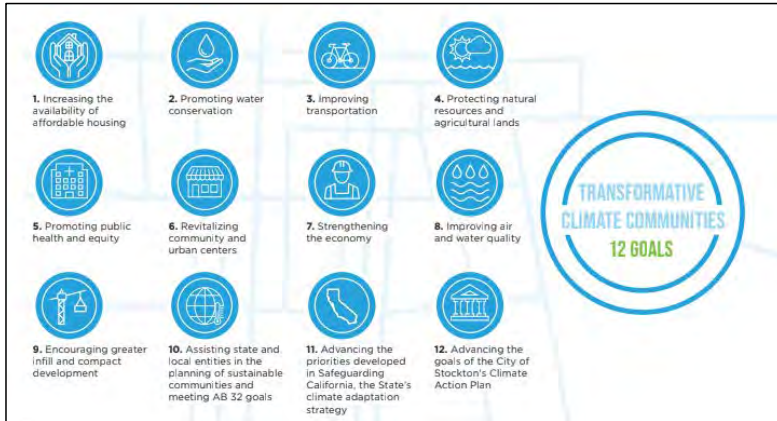 1. Increasing the
availability of
affordable housing
2. Promoting water
conservation
3. Improving
transportation
4. Protecting natural
resources and
agricultural lands
5. Promoting public
health and equity
6. Revitalizing
community and
urban centers
7. Strengthening
the economy
8. Improving air
and water quality
9. Encouraging greater
infill and compact
development
10. Assisting state and
local entities in the
planning of sustainable
communities and
meeting AB 32 goals
11. Advancing the
priorities developed
in Safeguarding
California, the State's
climate adaptation
strategy
12. Advancing the
goals of the City of
Stockton's Climate
Action Plan
TRANSFORMATIVE
CLIMATE COMMUNITIES
12 GOALS